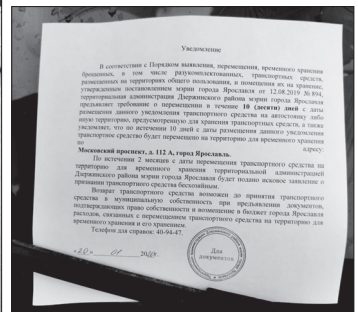 Уведомление
В соответствии с Порядком выявления, перемещения, временного хранения
брошенных, в том числе разукомплектованных, транспортных средств,
размещенных на территориях общего пользования, и помещения их на хранение,
утвержденным постановлением мэрии города Ярославля от 12.08.2019 № 894,
территориальная администрация Дзержинского района мэрии города Ярославля
предъявляет требование о перемещении в течение 10 (десяти) дней с даты
размещения данного уведомления транспортного средства на автостоянку либо
иную территорию, предусмотренную для хранения транспортных средств, а также
уведомляет, что по истечении 10 дней с даты размещения данного уведомления
транспортное средство будет перемещено на территорию для временного хранения
по адресу:
Московский проспект, д. 112 А, город Ярославль.
По истечении 2 месяцев с даты перемещения транспортного средства на
территорию для временного хранения территориальной администрацией
Дзержинского района мэрии города Ярославля будет подано исковое заявление о
признании транспортного средства бесхозяйным.
Возврат транспортного средства возможен до принятия транспортного
средства в муниципальную собственность при предъявлении документов,
подтверждающих право собственности и возмещение в бюджет города Ярославля
расходов, связанных с перемещением транспортного средства на территорию для
временного хранения и его хранением.
Телефон для справок: 40-94-47.
«20» 01
Для
документов